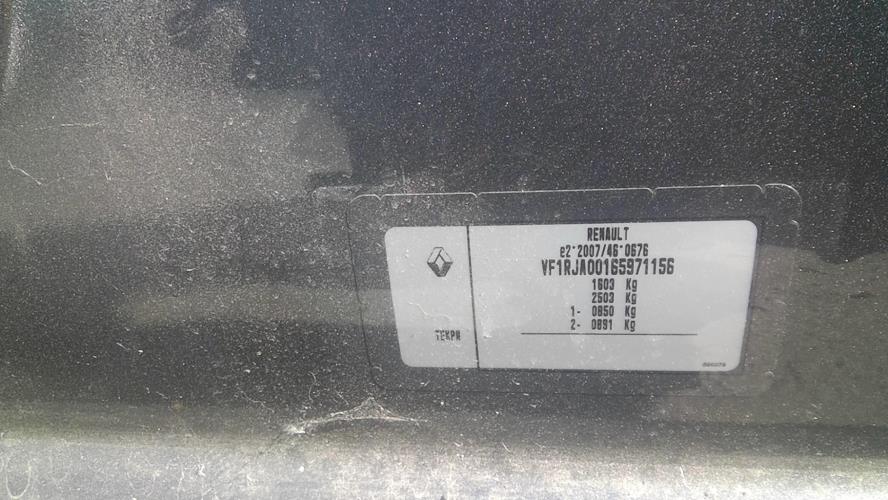 RENAULT
e2*2007/46*0676
VF1RJA00165971156
1603 Kg
2503 Kg
1- 0850 Kg
2- 0891 Kg
TEKPN